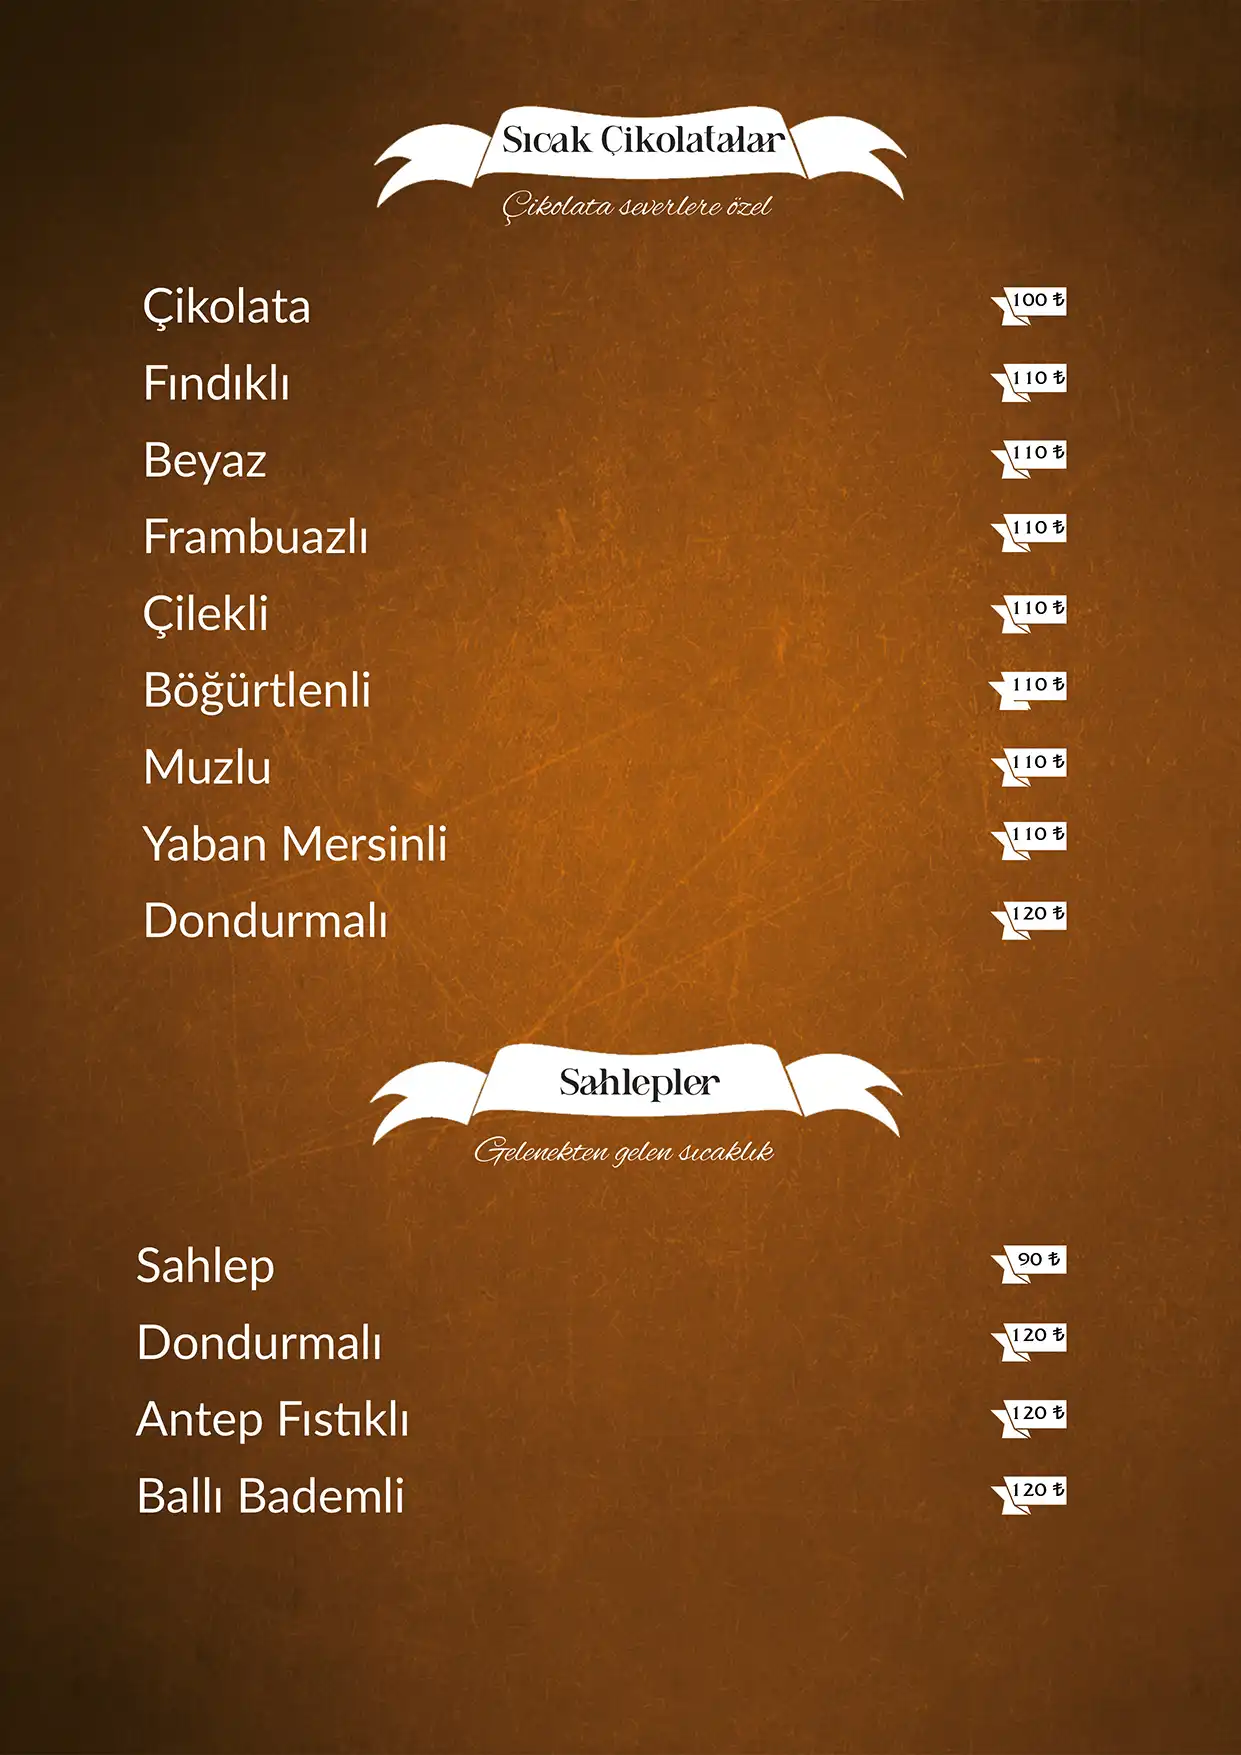 Sıcak Çikolatalar
Çikolata severlere özel
Çikolata 100 ₺
Fındıklı 110 ₺
Beyaz 110 ₺
Frambuazlı 110 ₺
Çilekli 110 ₺
Böğürtlenli 110 ₺
Muzlu 110 ₺
Yaban Mersinli 110 ₺
Dondurmalı 120 ₺
Sahlepler
Gelenekten gelen sıcaklık
Sahlep 90 ₺
Dondurmalı 120 ₺
Antep Fıstıklı 120 ₺
Ballı Bademli 120 ₺